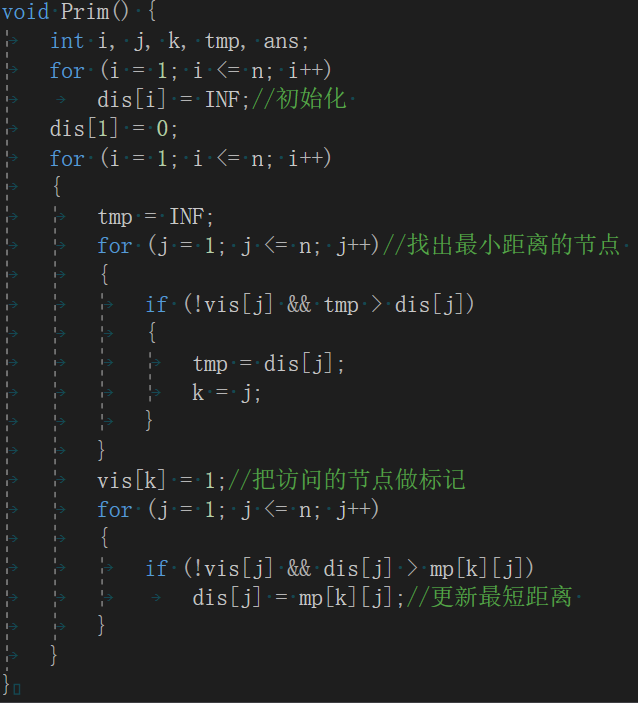 void Prim() {
int i, j, k, tmp, ans;
for (i = 1; i <= n; i++)
dis[i] = INF;//初始化
dis[1] = 0;
for (i = 1; i <= n; i++)
{
tmp = INF;
for (j = 1; j <= n; j++)//找出最小距离的节点
{
if (!vis[j] && tmp > dis[j])
{
tmp = dis[j];
k = j;
}
}
vis[k] = 1;//把访问的节点做标记
for (j = 1; j <= n; j++)
{
if (!vis[j] && dis[j] > mp[k][j])
dis[j] = mp[k][j];//更新最短距离
}
}
}